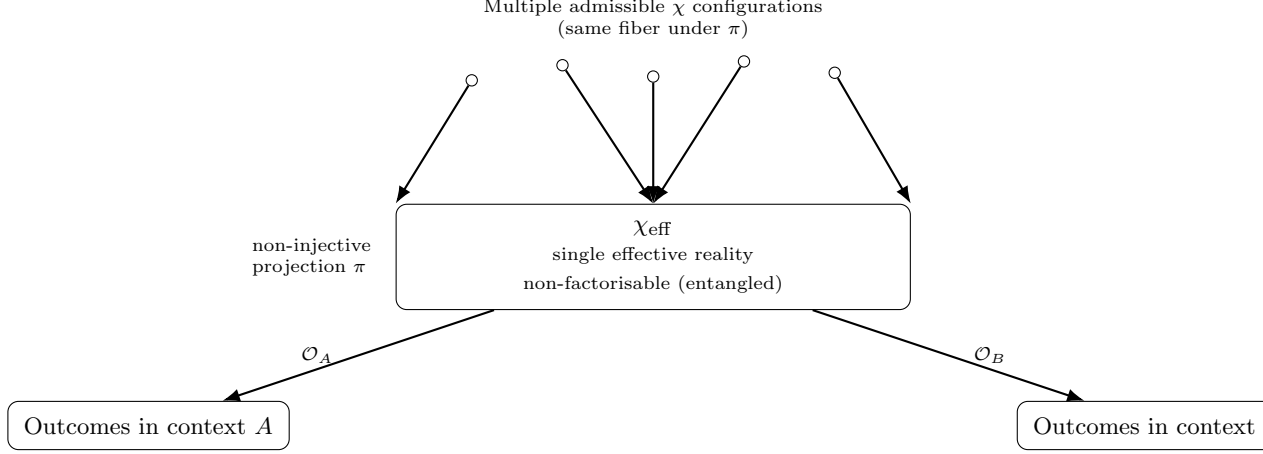 Multiple admissible χ configurations
(same fiber under π)
χeff
single effective reality
non-factorisable (entangled)
non-injective
projection π
𝒪A
𝒪B
Outcomes in context A
Outcomes in context